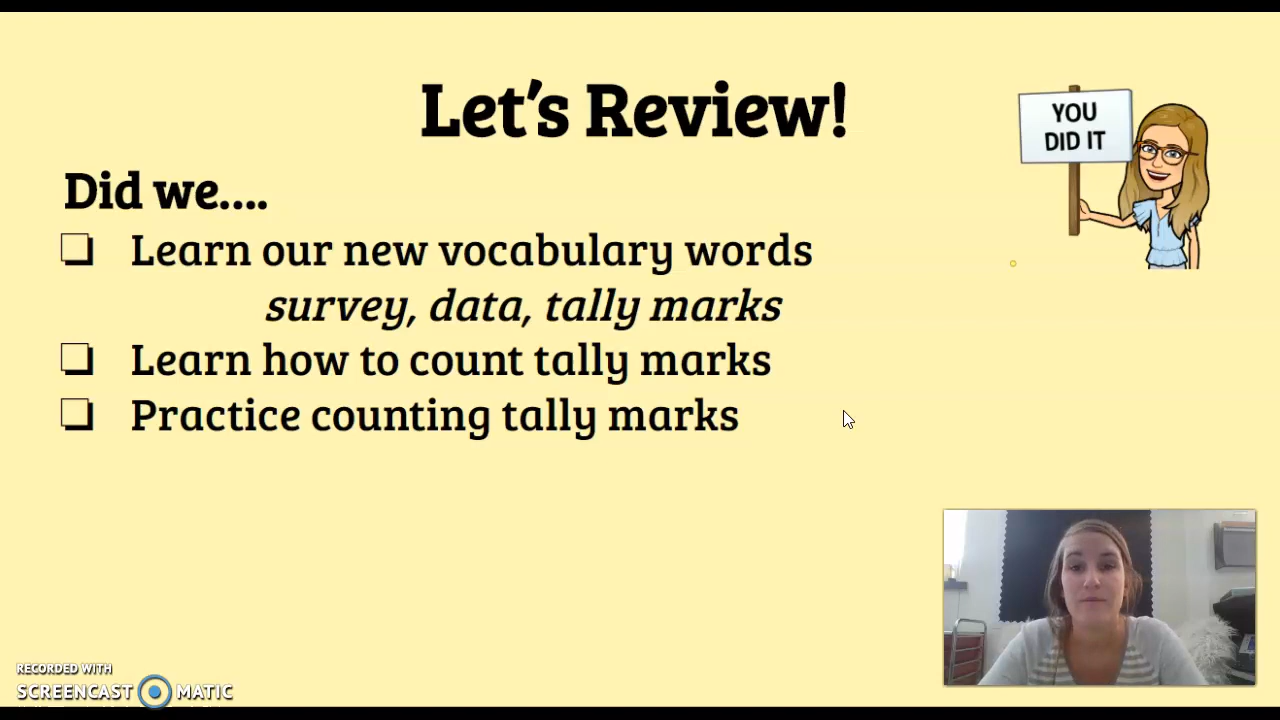 Let's Review!
YOU
DID IT
Did we....
Learn our new vocabulary words
survey, data, tally marks
Learn how to count tally marks
Practice counting tally marks
RECORDED WITH
SCREENCAST MATIC